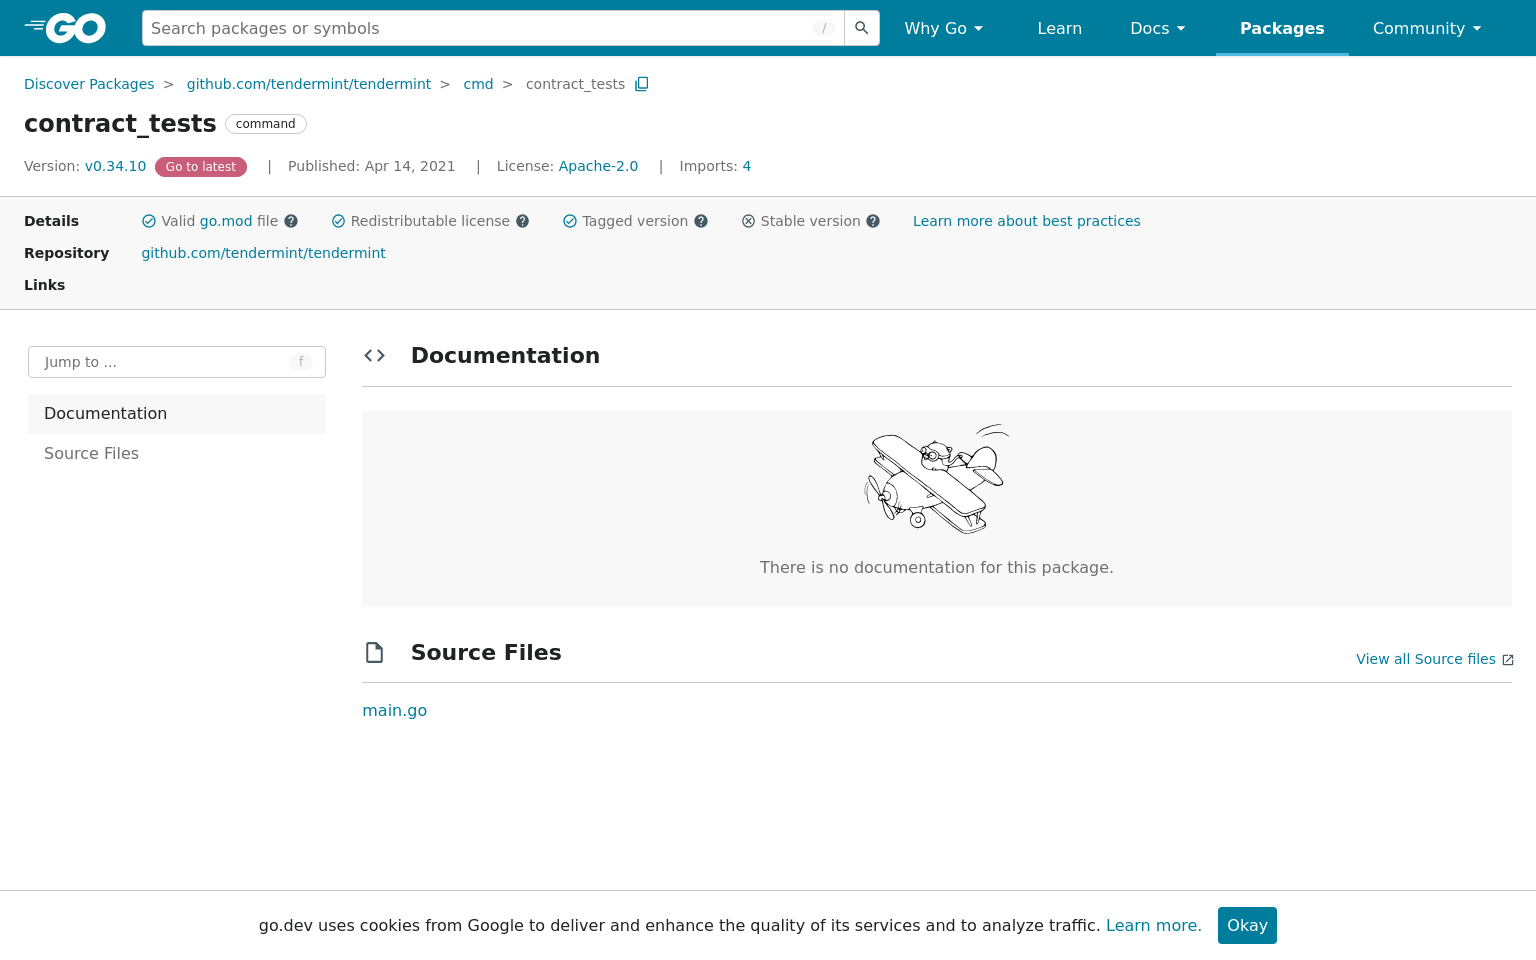 GO Search packages or symbols / Why Go Learn Docs Packages Community
Discover Packages > github.com/tendermint/tendermint > cmd > contract_tests
contract_tests command
Version: v0.34.10 Go to latest | Published: Apr 14, 2021 | License: Apache-2.0 | Imports: 4
Details Valid go.mod file ? Redistributable license ? Tagged version ? Stable version ? Learn more about best practices
Repository github.com/tendermint/tendermint
Links
Jump to ... f
Documentation
Source Files
Documentation
There is no documentation for this package.
Source Files View all Source files
main.go
go.dev uses cookies from Google to deliver and enhance the quality of its services and to analyze traffic. Learn more. Okay